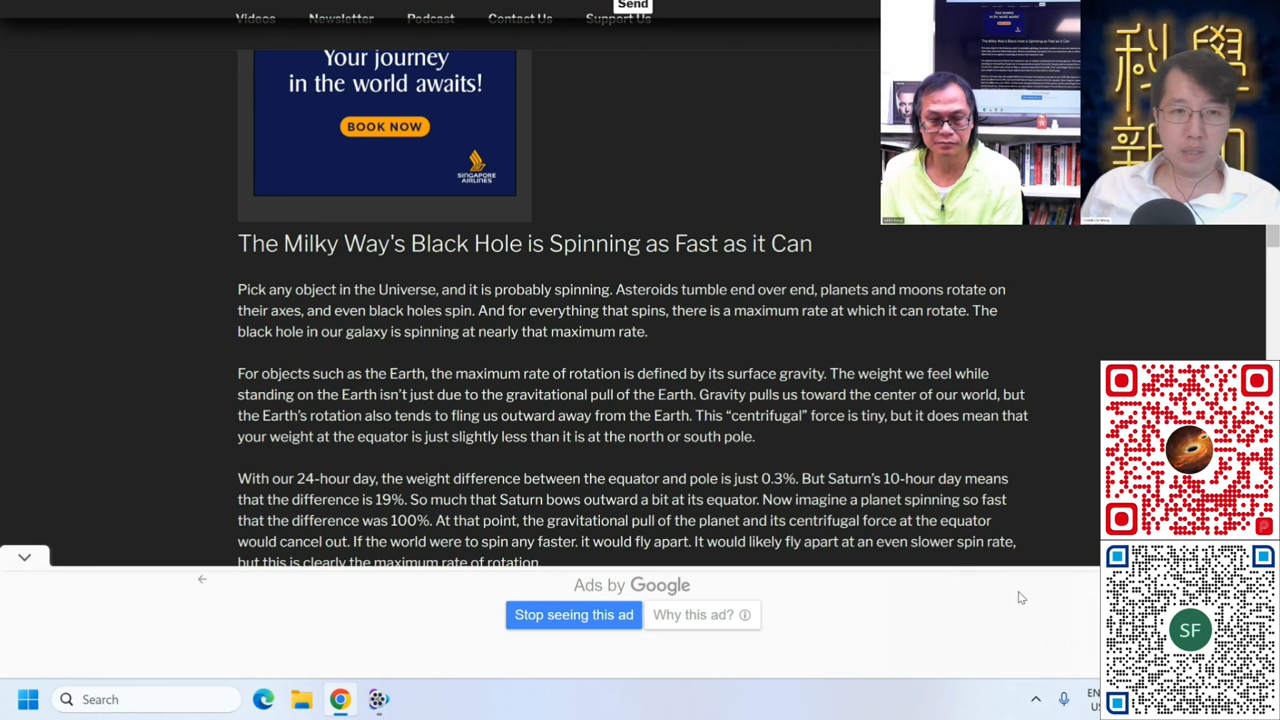 Send
Videos
Newsletter
Podcast
Contact Us
Support Us
journey
world awaits!
BOOK NOW
SINGAPORE
AIRLINES
科學
新知
The Milky Way's Black Hole is Spinning as Fast as it Can
Pick any object in the Universe, and it is probably spinning. Asteroids tumble end over end, planets and moons rotate on
their axes, and even black holes spin. And for everything that spins, there is a maximum rate at which it can rotate. The
black hole in our galaxy is spinning at nearly that maximum rate.
For objects such as the Earth, the maximum rate of rotation is defined by its surface gravity. The weight we feel while
standing on the Earth isn't just due to the gravitational pull of the Earth. Gravity pulls us toward the center of our world, but
the Earth's rotation also tends to fling us outward away from the Earth. This “centrifugal” force is tiny, but it does mean that
your weight at the equator is just slightly less than it is at the north or south pole.
With our 24-hour day, the weight difference between the equator and pole is just 0.3%. But Saturn's 10-hour day means
that the difference is 19%. So much that Saturn bows outward a bit at its equator. Now imagine a planet spinning so fast
that the difference was 100%. At that point, the gravitational pull of the planet and its centrifugal force at the equator
would cancel out. If the world were to spin any faster, it would fly apart. It would likely fly apart at an even slower spin rate,
but this is clearly the maximum rate of rotation.
Ads by Google
Stop seeing this ad
Why this ad?
SF
Search
EN
US